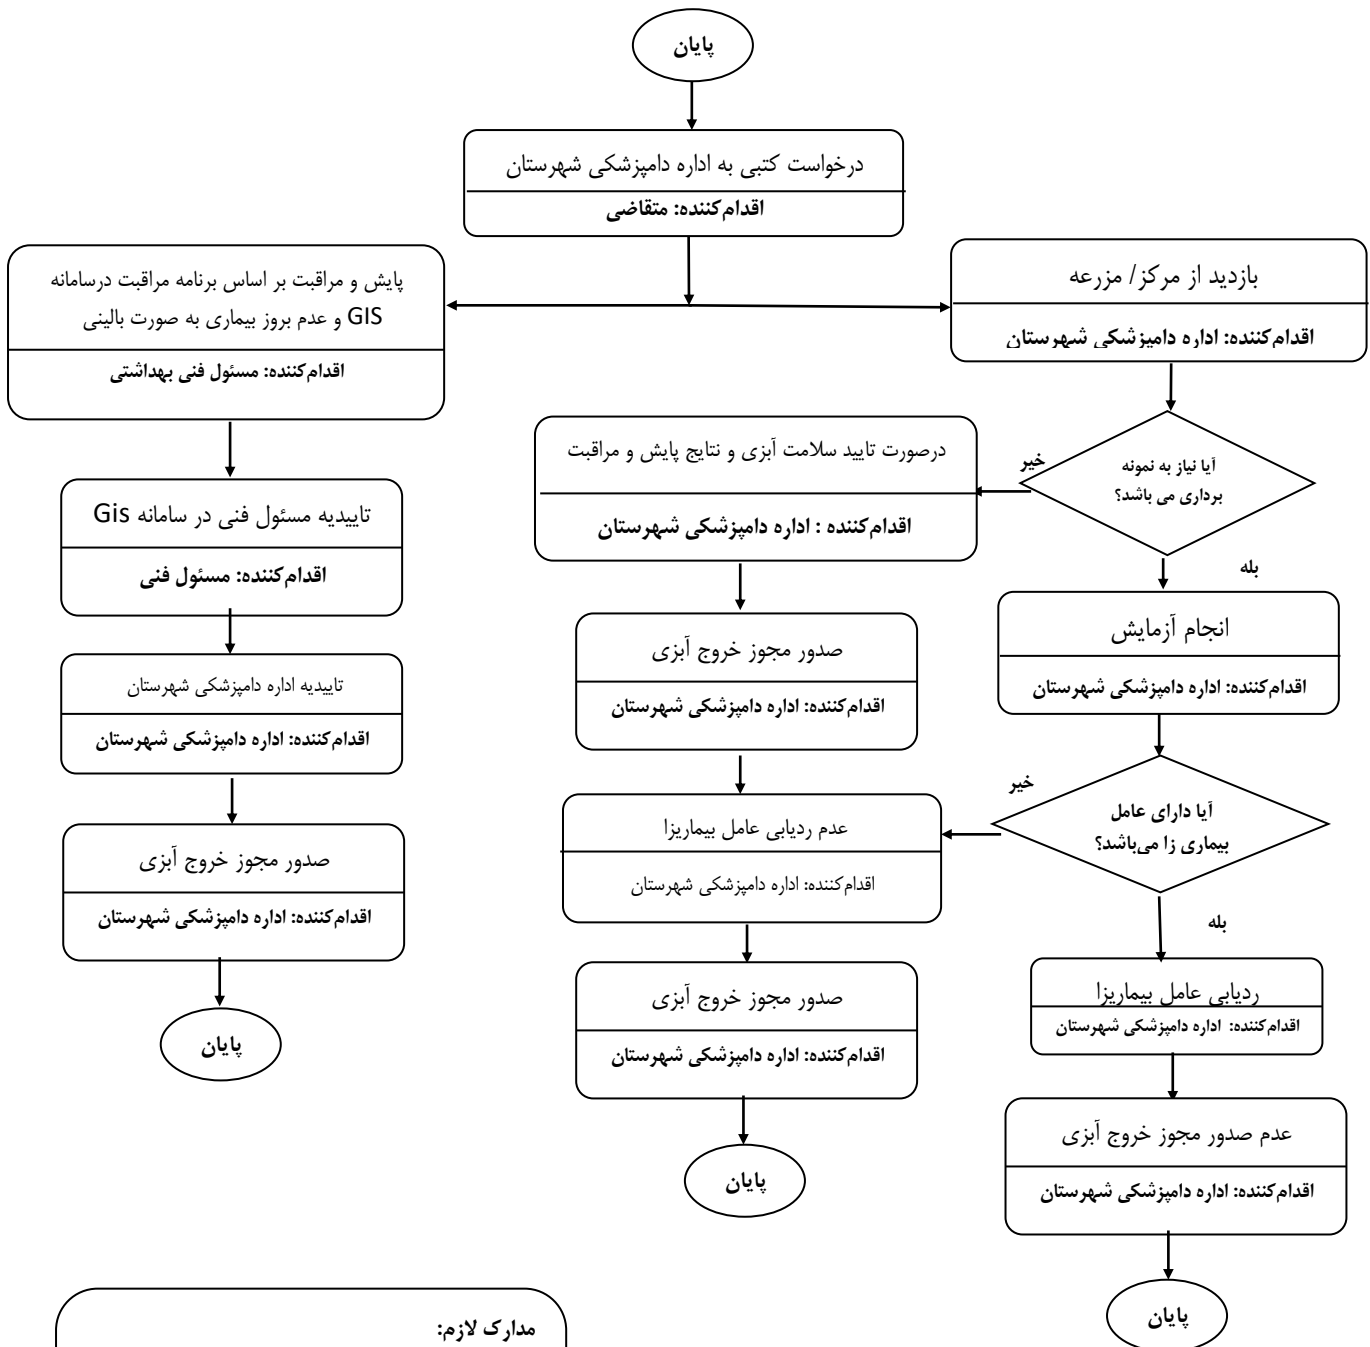 پایان
درخواست کتبی به اداره دامپزشکی شهرستان
اقدام‌کننده: متقاضی
بازدید از مرکز/ مزرعه
اقدام‌کننده: اداره دامپزشکی شهرستان
پایش و مراقبت بر اساس برنامه مراقبت درسامانه
GIS و عدم بروز بیماری به صورت بالینی
اقدام‌کننده: مسئول فنی بهداشتی
آیا نیاز به نمونه
برداری می باشد؟
خیر
بله
درصورت تایید سلامت آبزی و نتایج پایش و مراقبت
اقدام‌کننده : اداره دامپزشکی شهرستان
تاییدیه مسئول فنی در سامانه Gis
اقدام‌کننده: مسئول فنی
انجام آزمایش
اقدام‌کننده: اداره دامپزشکی شهرستان
صدور مجوز خروج آبزی
اقدام‌کننده: اداره دامپزشکی شهرستان
تاییدیه اداره دامپزشکی شهرستان
اقدام‌کننده: اداره دامپزشکی شهرستان
آیا دارای عامل
بیماری زا می‌باشد؟
خیر
بله
عدم ردیابی عامل بیماریزا
اقدام‌کننده: اداره دامپزشکی شهرستان
صدور مجوز خروج آبزی
اقدام‌کننده: اداره دامپزشکی شهرستان
ردیابی عامل بیماریزا
اقدام‌کننده: اداره دامپزشکی شهرستان
صدور مجوز خروج آبزی
اقدام‌کننده: اداره دامپزشکی شهرستان
پایان
عدم صدور مجوز خروج آبزی
اقدام‌کننده: اداره دامپزشکی شهرستان
پایان
پایان
مدارک لازم: